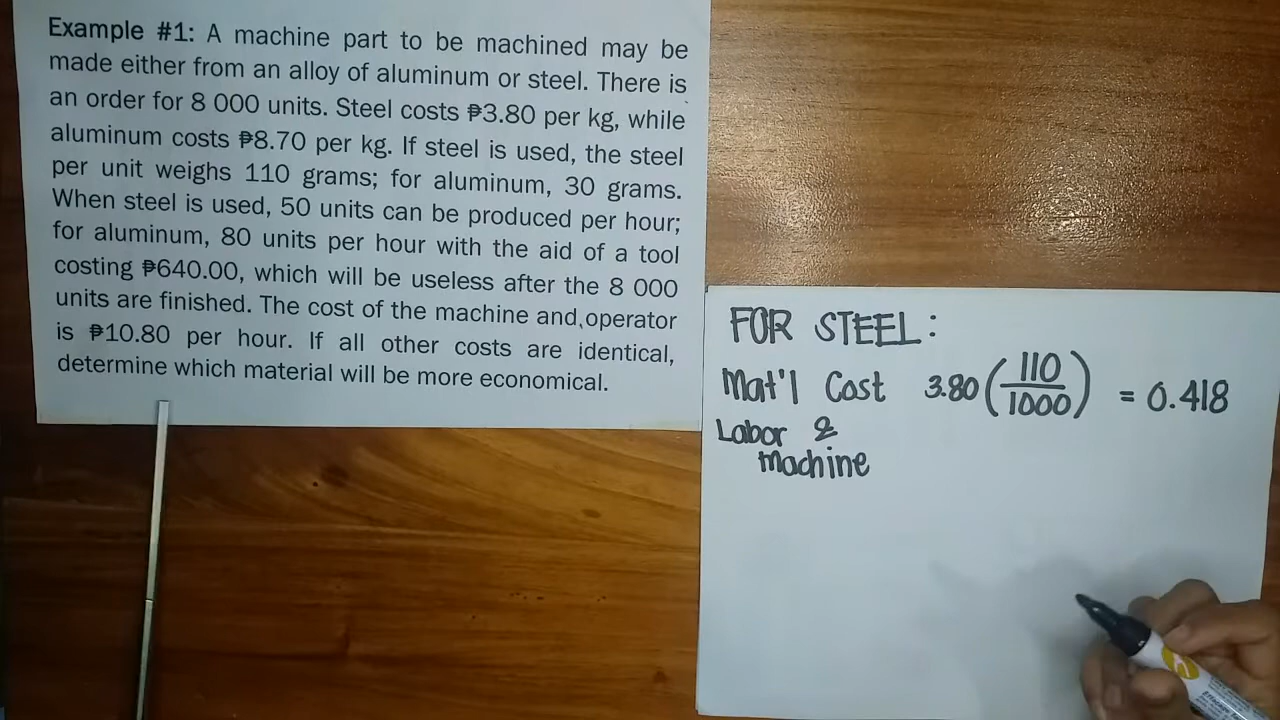 Example #1: A machine part to be machined may be
made either from an alloy of aluminum or steel. There is
an order for 8 000 units. Steel costs ₱3.80 per kg, while
aluminum costs ₱8.70 per kg. If steel is used, the steel
per unit weighs 110 grams; for aluminum, 30 grams.
When steel is used, 50 units can be produced per hour;
for aluminum, 80 units per hour with the aid of a tool
costing ₱640.00, which will be useless after the 8 000
units are finished. The cost of the machine and operator
is ₱10.80 per hour. If all other costs are identical,
determine which material will be more economical.
FOR STEEL:
Mat'l Cost 3.80 (110/1000) = 0.418
Labor &
Machine